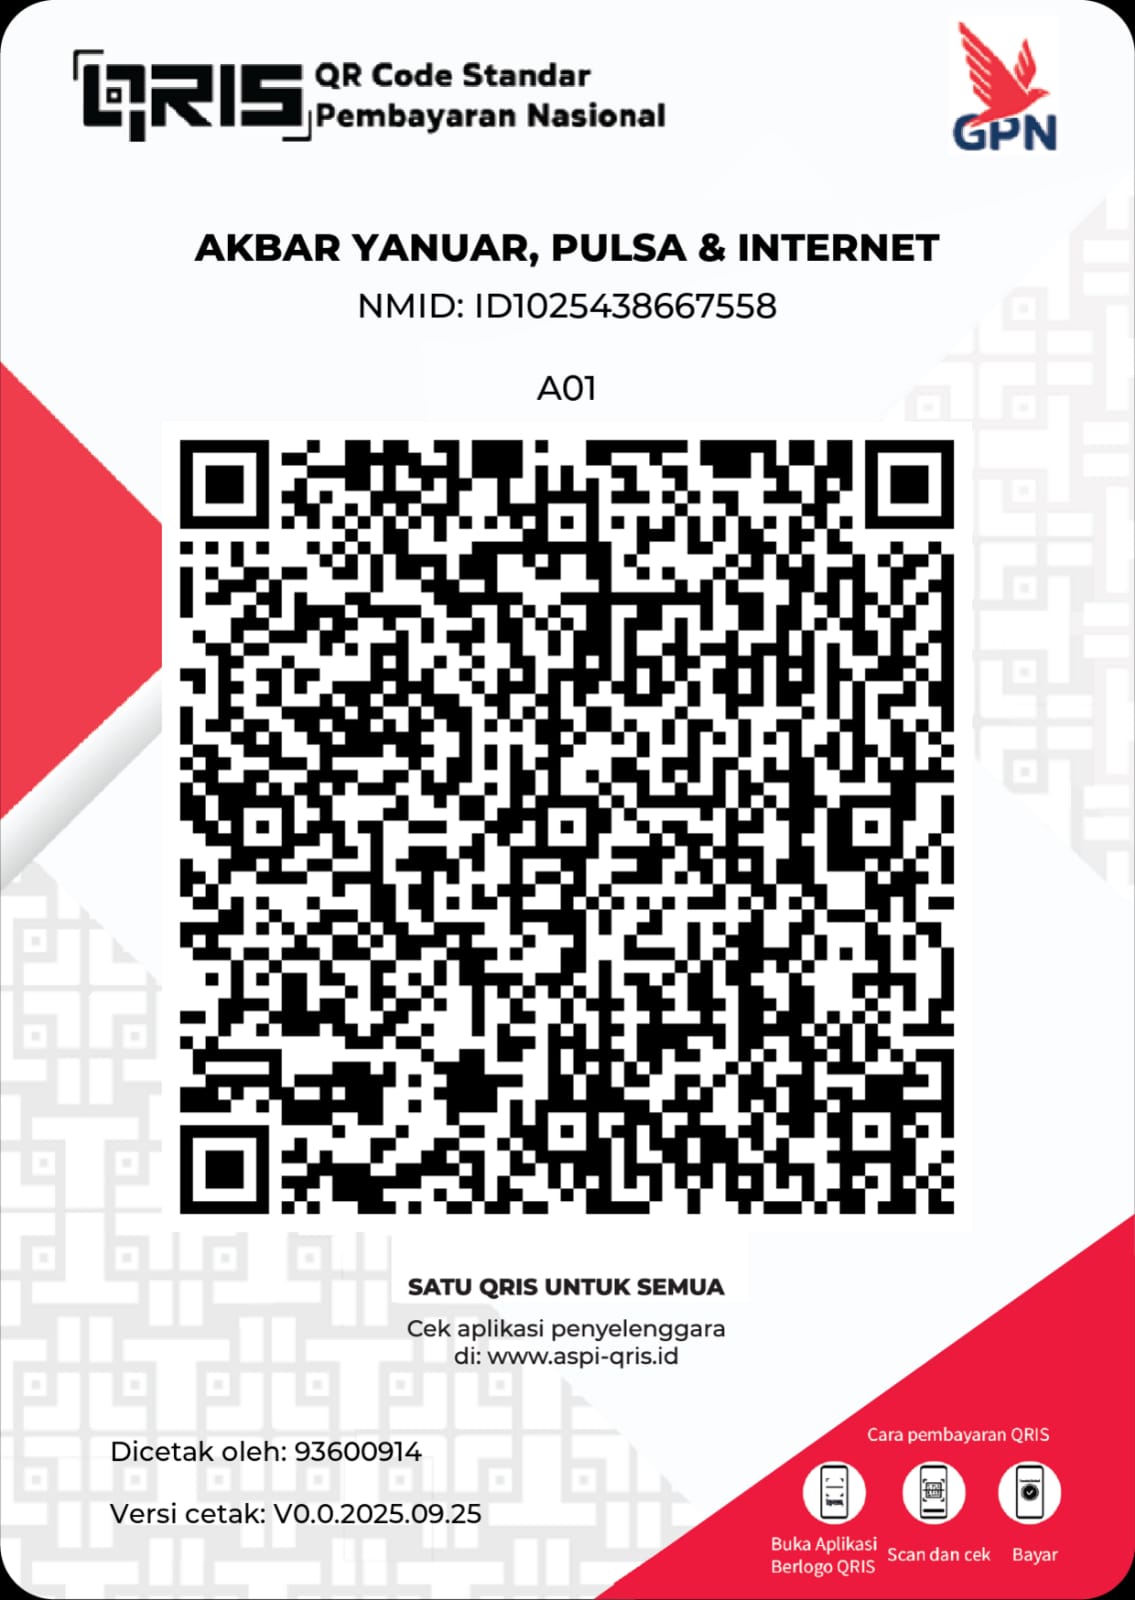 QRIS
QR Code Standar
Pembayaran Nasional
GPN
AKBAR YANUAR, PULSA & INTERNET
NMID: ID1025438667558
A01
SATU QRIS UNTUK SEMUA
Cek aplikasi penyelenggara
di: www.aspi-qris.id
Dicetak oleh: 93600914
Versi cetak: V0.0.2025.09.25
Cara pembayaran QRIS
Buka Aplikasi
Berlogo QRIS
Scan dan cek
Bayar